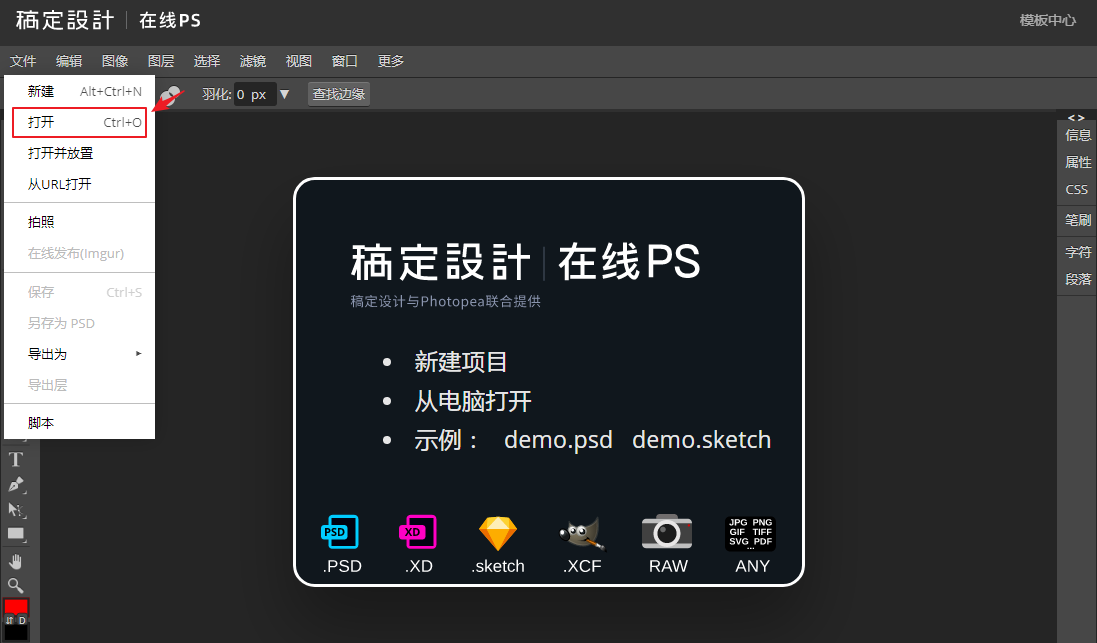 稿定設計 | 在线PS 模板中心
文件 编辑 图像 图层 选择 滤镜 视图 窗口 更多
新建 Alt+Ctrl+N
羽化: 0 px 查找边缘
打开 Ctrl+O
打开并放置
从URL打开
拍照
在线发布(Imgur)
保存 Ctrl+S
另存为 PSD
导出为
导出层
脚本
稿定設計 | 在线PS
稿定设计与Photopea联合提供
• 新建项目
• 从电脑打开
• 示例： demo.psd demo.sketch
PSD XD JPG PNG
GIF TIFF
SVG PDF
...
.PSD .XD .sketch .XCF RAW ANY
< >
信息
属性
CSS
笔刷
字符
段落
T
D